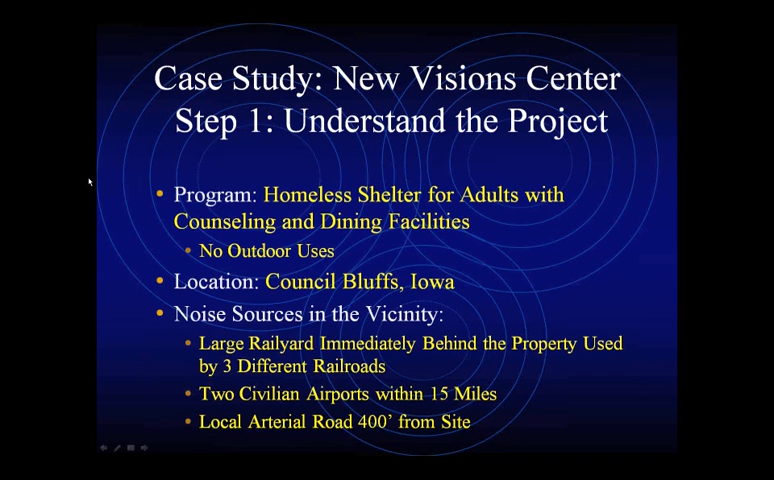 Case Study: New Visions Center
Step 1: Understand the Project
• Program: Homeless Shelter for Adults with
Counseling and Dining Facilities
• No Outdoor Uses
• Location: Council Bluffs, Iowa
• Noise Sources in the Vicinity:
• Large Railyard Immediately Behind the Property Used
by 3 Different Railroads
• Two Civilian Airports within 15 Miles
• Local Arterial Road 400’ from Site